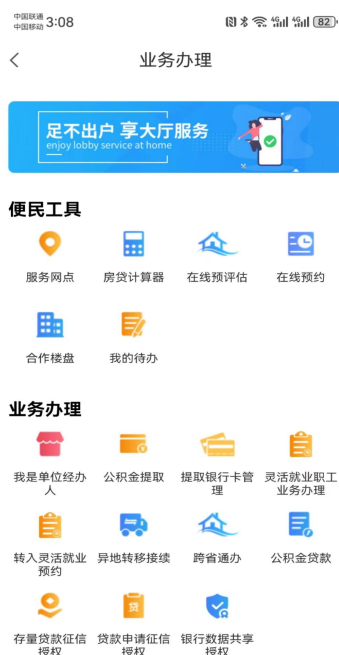 中国联通
中国移动 3:08 4G 4G 82
业务办理
足不出户 享大厅服务
enjoy lobby service at home
便民工具
服务网点 房贷计算器 在线预评估 在线预约
合作楼盘 我的待办
业务办理
我是单位经办 公积金提取 提取银行卡管 灵活就业职工
人 理 业务办理
转入灵活就业 异地转移接续 跨省通办 公积金贷款
预约
贷
存量贷款征信 贷款申请征信 银行数据共享
授权 授权 授权